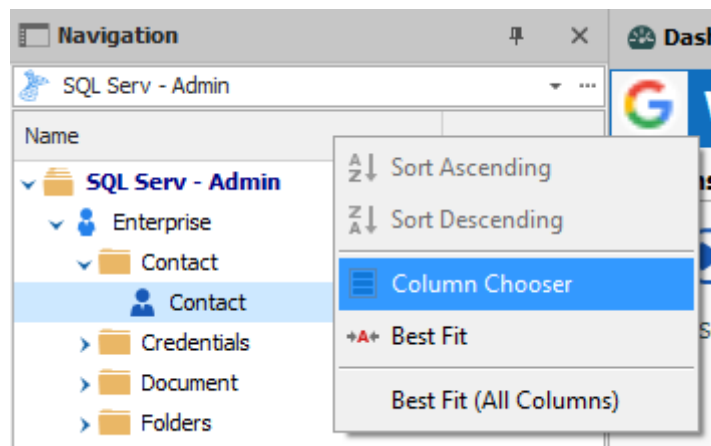 Navigation
Das
SQL Serv - Admin
Name
SQL Serv - Admin
Enterprise
Contact
Contact
Credentials
Document
Folders
Sort Ascending
Sort Descending
Column Chooser
Best Fit
Best Fit (All Columns)